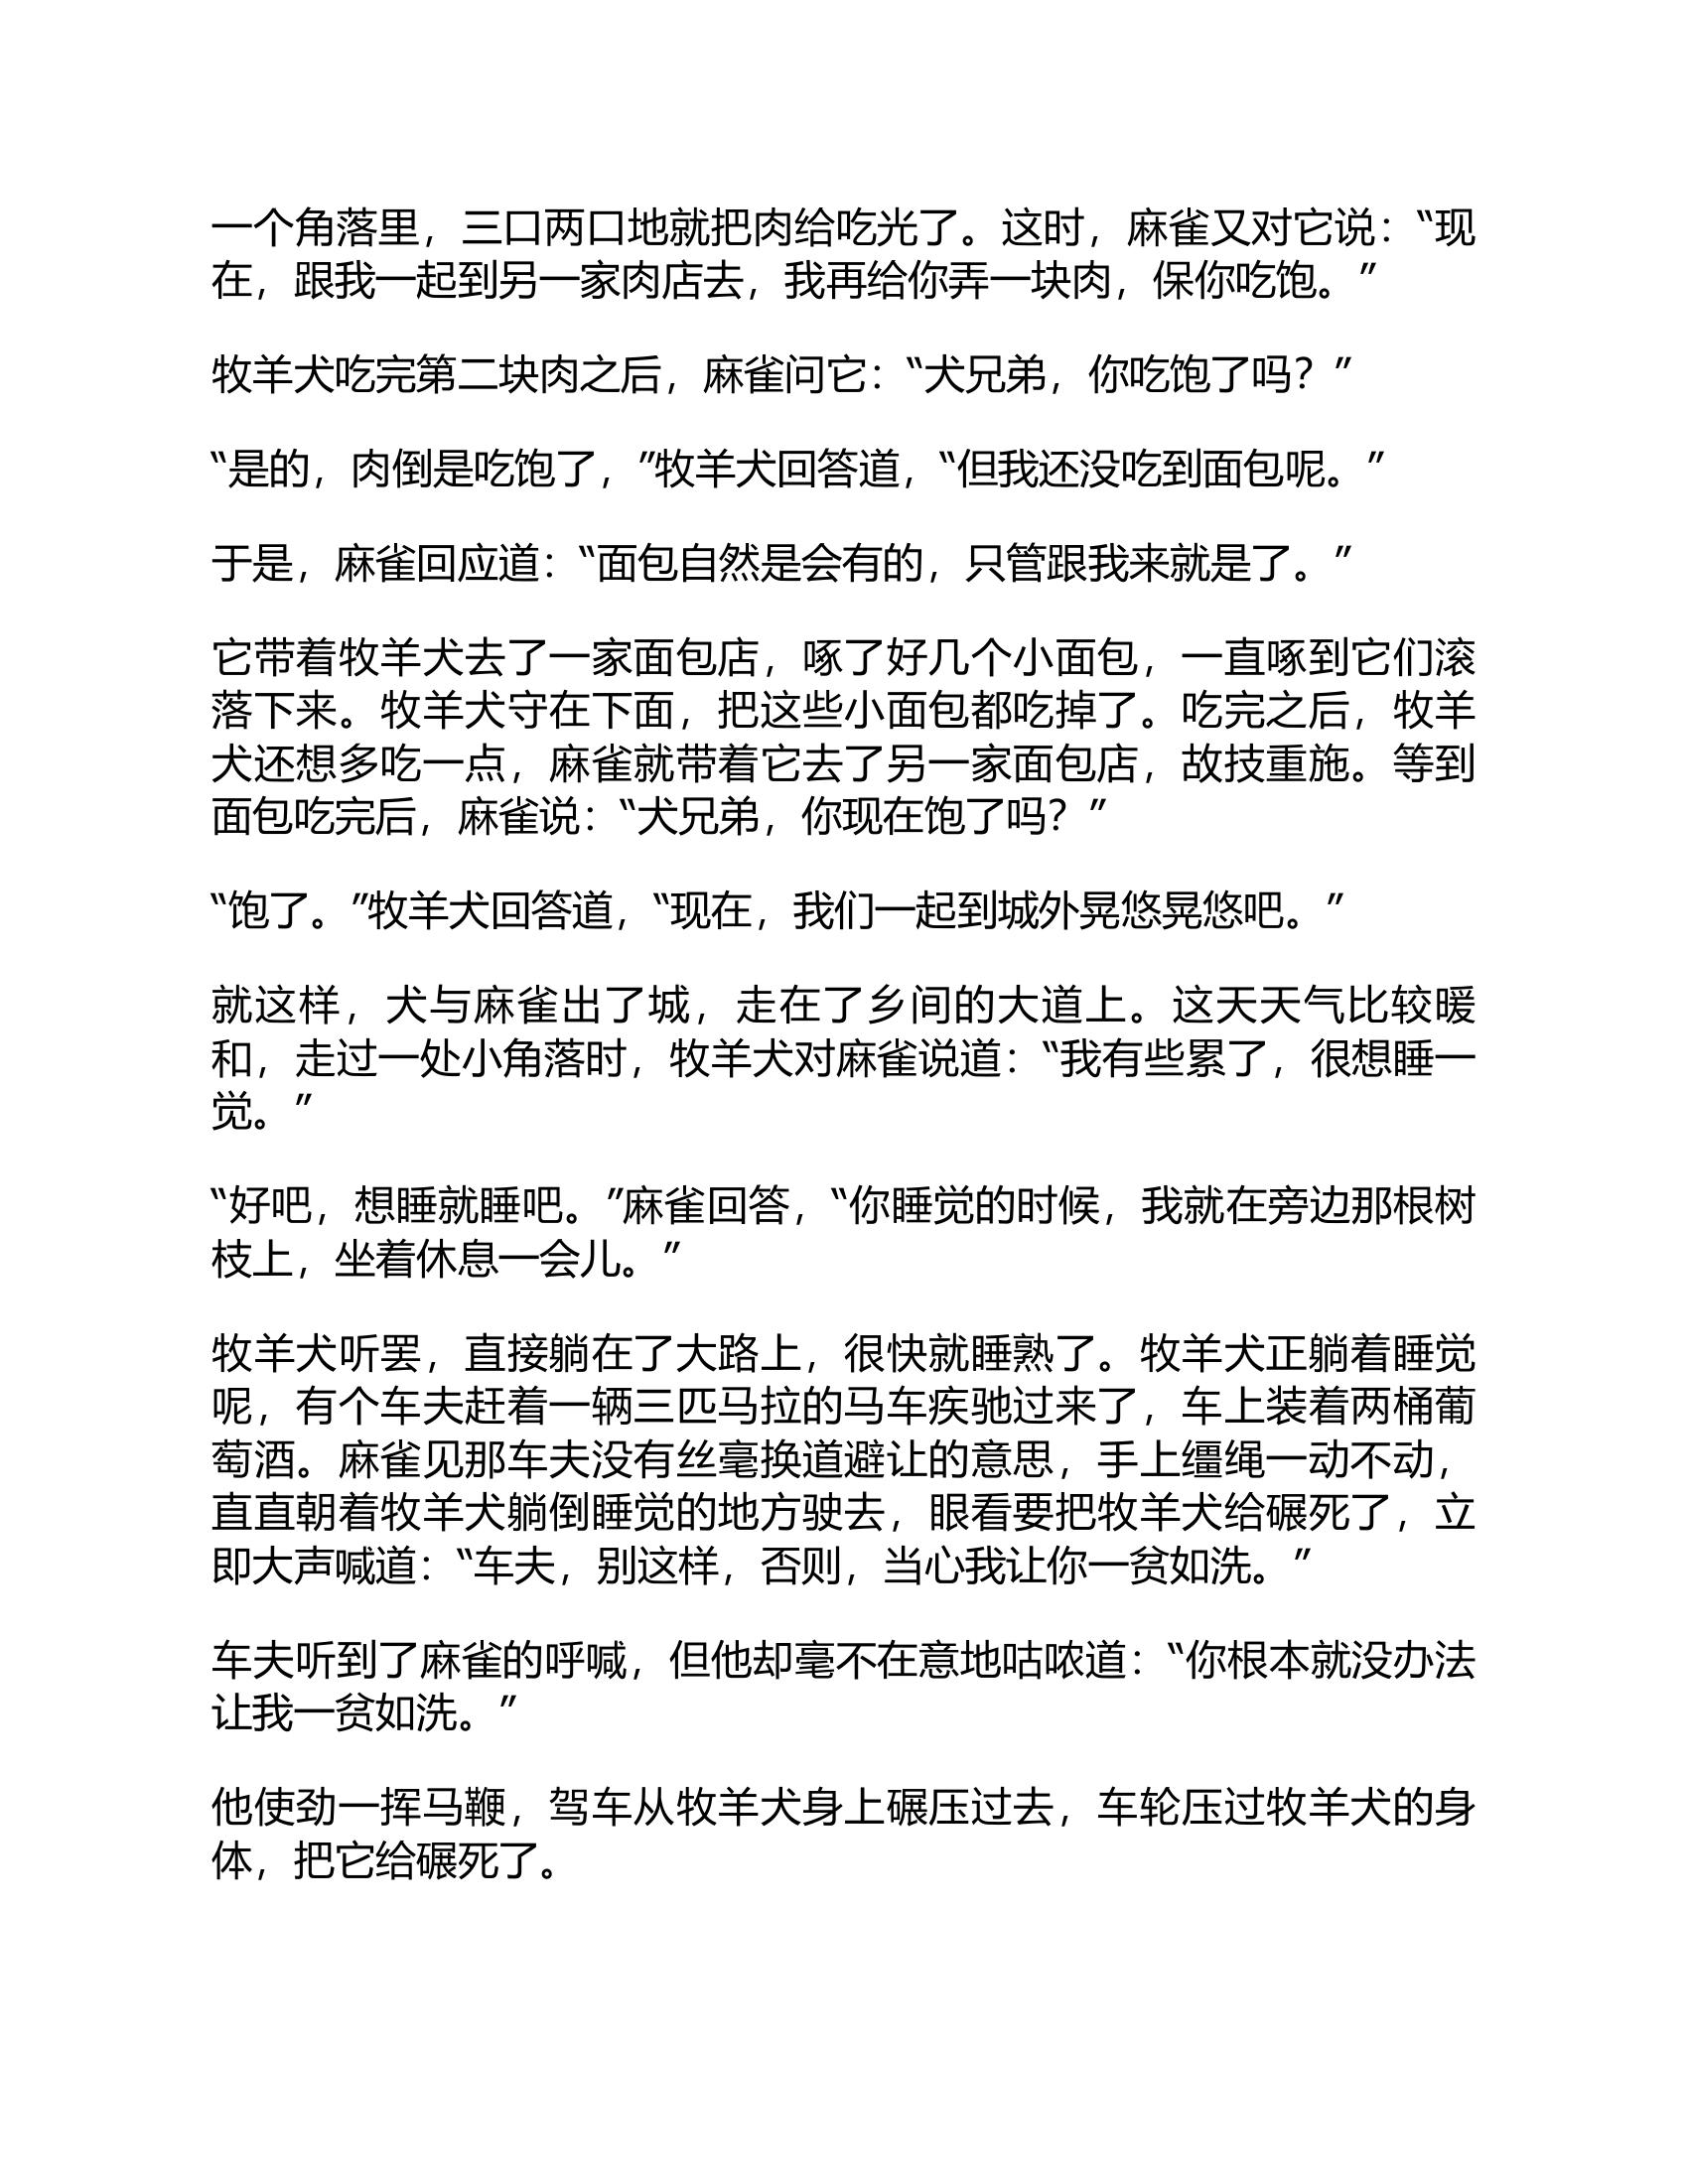 一个角落里，三口两口地就把肉给吃光了。这时，麻雀又对它说：“现
在，跟我一起到另一家肉店去，我再给你弄一块肉，保你吃饱。”
牧羊犬吃完第二块肉之后，麻雀问它：“犬兄弟，你吃饱了吗？”
“是的，肉倒是吃饱了，”牧羊犬回答道，“但我还没吃到面包呢。”
于是，麻雀回应道：“面包自然是会有的，只管跟我来就是了。”
它带着牧羊犬去了一家面包店，啄了好几个小面包，一直啄到它们滚
落下来。牧羊犬守在下面，把这些小面包都吃掉了。吃完之后，牧羊
犬还想多吃一点，麻雀就带着它去了另一家面包店，故技重施。等到
面包吃完后，麻雀说：“犬兄弟，你现在饱了吗？”
“饱了。”牧羊犬回答道，“现在，我们一起到城外晃悠晃悠吧。”
就这样，犬与麻雀出了城，走在了乡间的大道上。这天天气比较暖
和，走过一处小角落时，牧羊犬对麻雀说道：“我有些累了，很想睡一
觉。”
“好吧，想睡就睡吧。”麻雀回答，“你睡觉的时候，我就在旁边那根树
枝上，坐着休息一会儿。”
牧羊犬听罢，直接躺在了大路上，很快就睡熟了。牧羊犬正躺着睡觉
呢，有个车夫赶着一辆三匹马拉的马车疾驰过来了，车上装着两桶葡
萄酒。麻雀见那车夫没有丝毫换道避让的意思，手上缰绳一动不动，
直直朝着牧羊犬躺倒睡觉的地方驶去，眼看要把牧羊犬给碾死了，立
即大声喊道：“车夫，别这样，否则，当心我让你一贫如洗。”
车夫听到了麻雀的呼喊，但他却毫不在意地咕哝道：“你根本就没办法
让我一贫如洗。”
他使劲一挥马鞭，驾车从牧羊犬身上碾压过去，车轮压过牧羊犬的身
体，把它给碾死了。